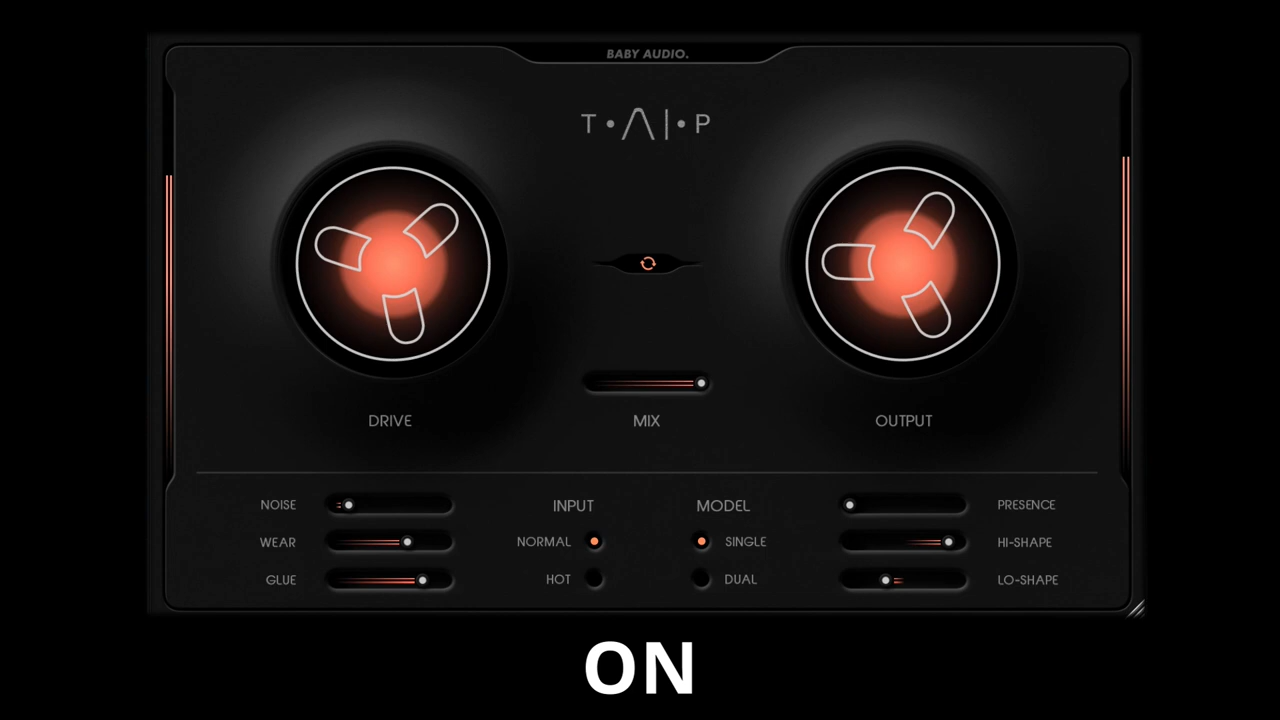 BABY AUDIO.
T•A|•P
DRIVE
MIX
OUTPUT
NOISE
WEAR
GLUE
INPUT
NORMAL
HOT
MODEL
SINGLE
DUAL
PRESENCE
HI-SHAPE
LO-SHAPE
ON